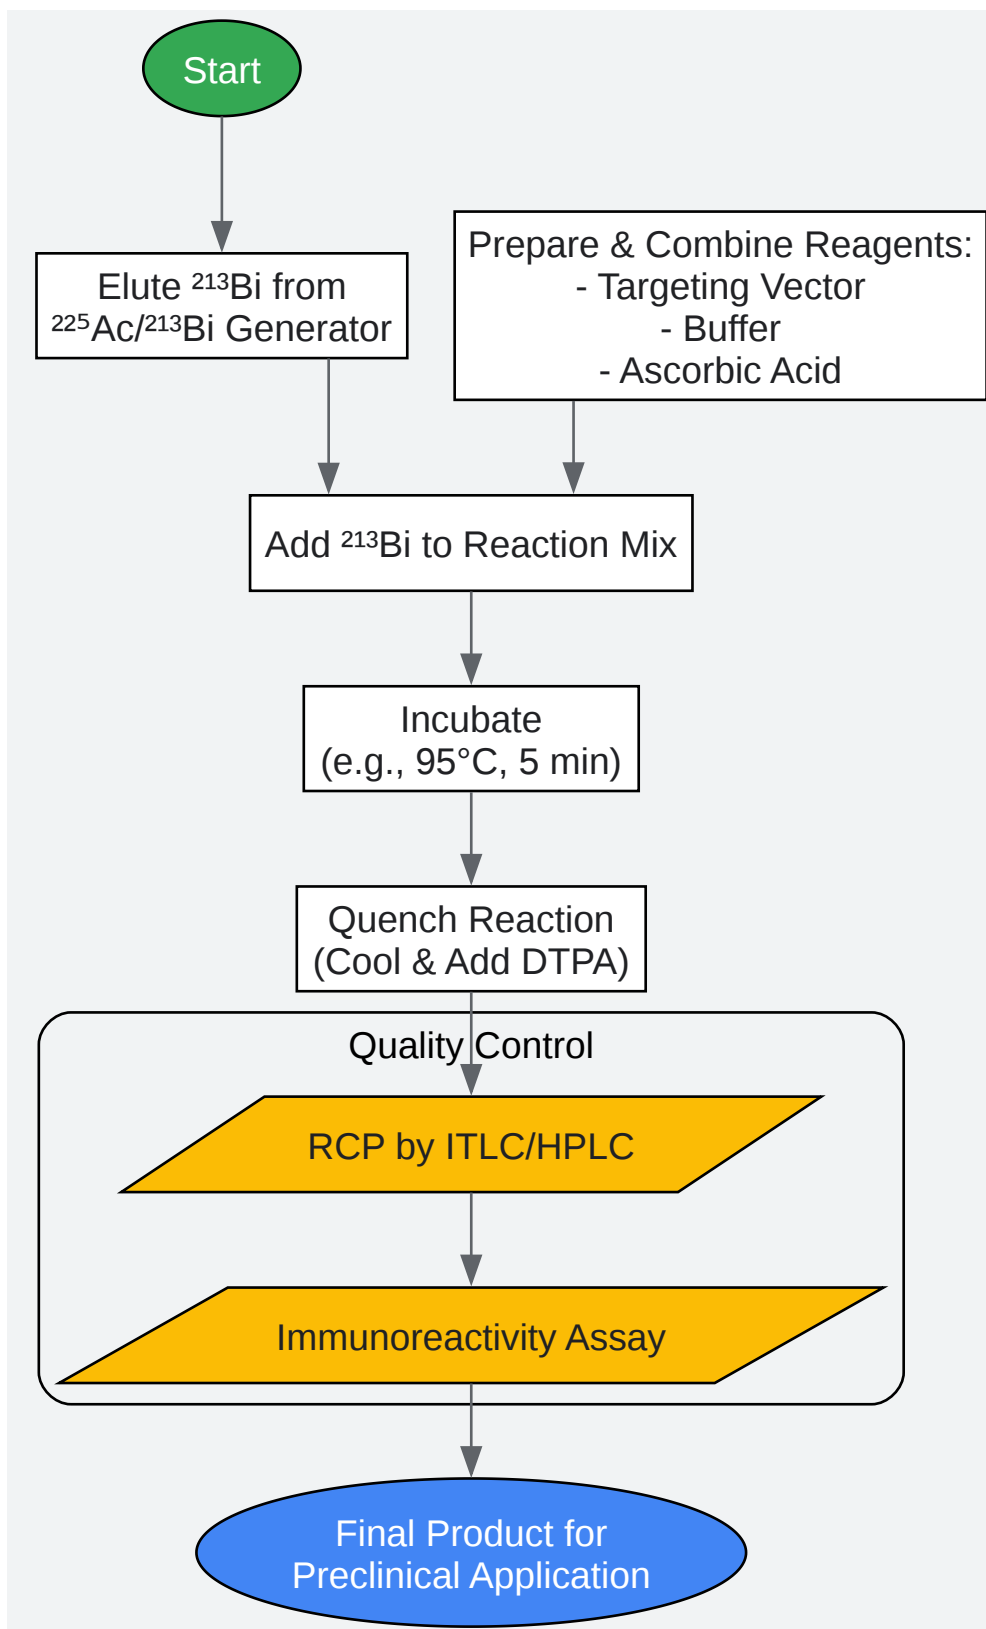 Start
Elute ²¹³Bi from
²²⁵Ac/²¹³Bi Generator
Prepare & Combine Reagents:
- Targeting Vector
- Buffer
- Ascorbic Acid
Add ²¹³Bi to Reaction Mix
Incubate
(e.g., 95°C, 5 min)
Quench Reaction
(Cool & Add DTPA)
Quality Control
RCP by ITLC/HPLC
Immunoreactivity Assay
Final Product for
Preclinical Application